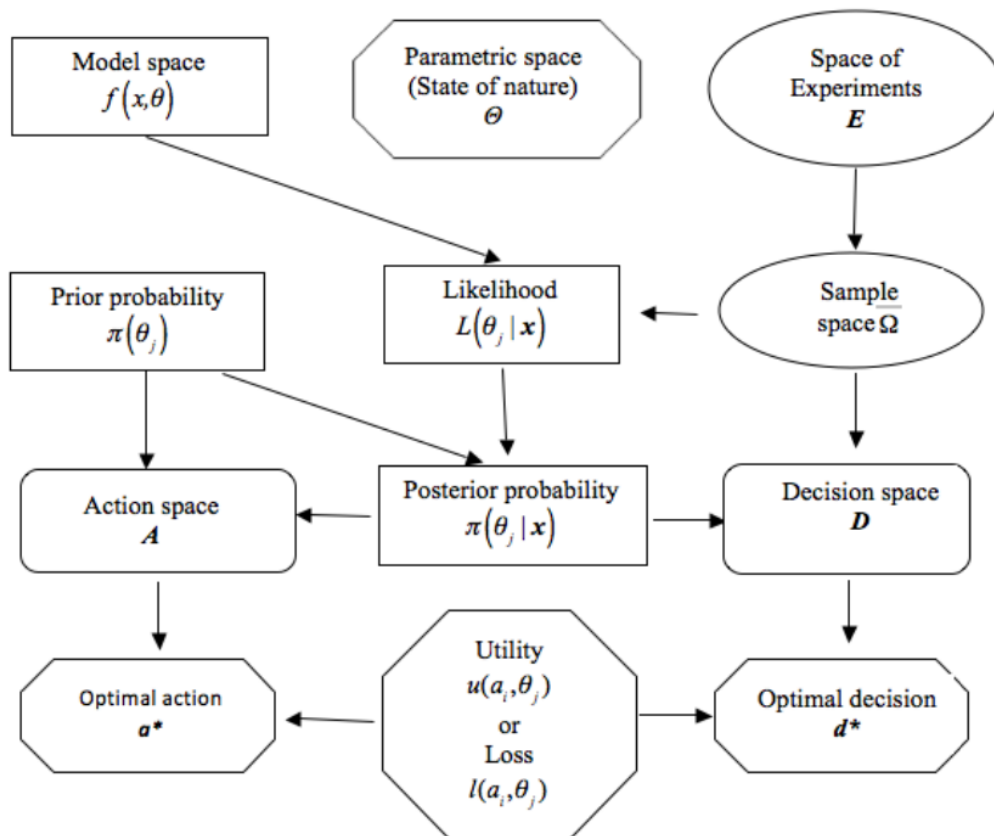 Model space
f(x,θ)
Parametric space
(State of nature)
Θ
Space of
Experiments
E
Prior probability
π(θⱼ)
Likelihood
L(θⱼ | x)
Sample
space Ω̅
Action space
A
Posterior probability
π(θⱼ | x)
Decision space
D
Optimal action
a*
Utility
u(aᵢ,θⱼ)
or
Loss
l(aᵢ,θⱼ)
Optimal decision
d*